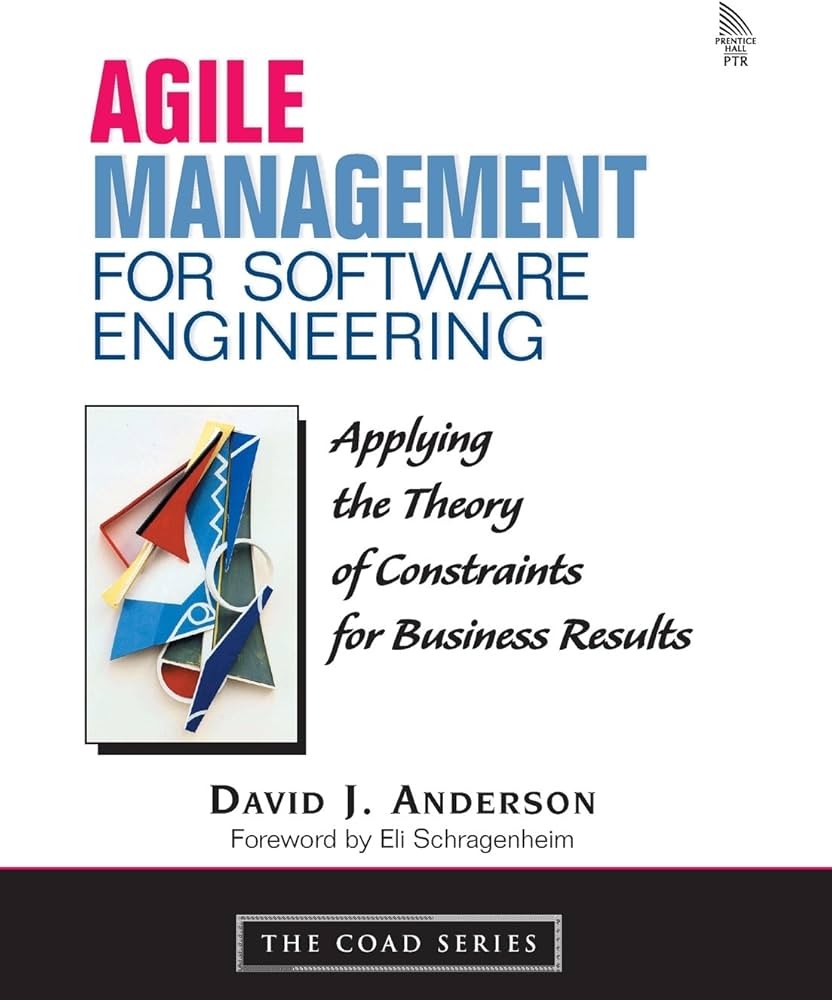 PRENTICE
HALL
PTR
AGILE
MANAGEMENT
FOR SOFTWARE
ENGINEERING
Applying
the Theory
of Constraints
for Business Results
DAVID J. ANDERSON
Foreword by Eli Schragenheim
THE COAD SERIES